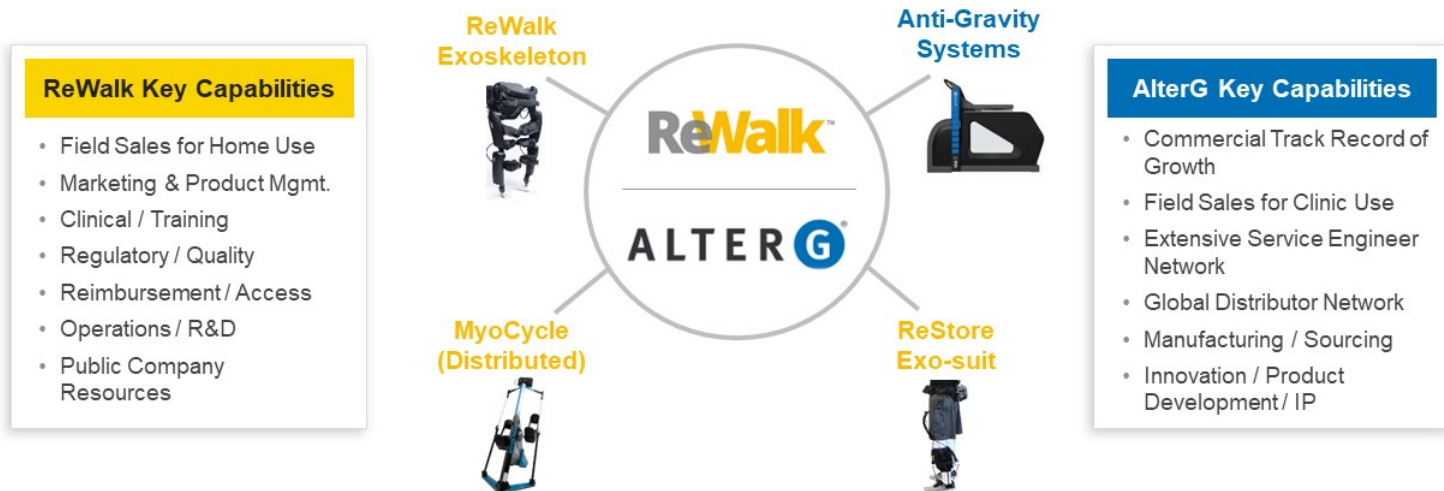 ReWalk Key Capabilities
• Field Sales for Home Use
• Marketing & Product Mgmt.
• Clinical / Training
• Regulatory / Quality
• Reimbursement / Access
• Operations / R&D
• Public Company
Resources
ReWalk
Exoskeleton
Anti-Gravity
Systems
ReWalk™
ALTERG®
MyoCycle
(Distributed)
ReStore
Exo-suit
AlterG Key Capabilities
• Commercial Track Record of
Growth
• Field Sales for Clinic Use
• Extensive Service Engineer
Network
• Global Distributor Network
• Manufacturing / Sourcing
• Innovation / Product
Development / IP